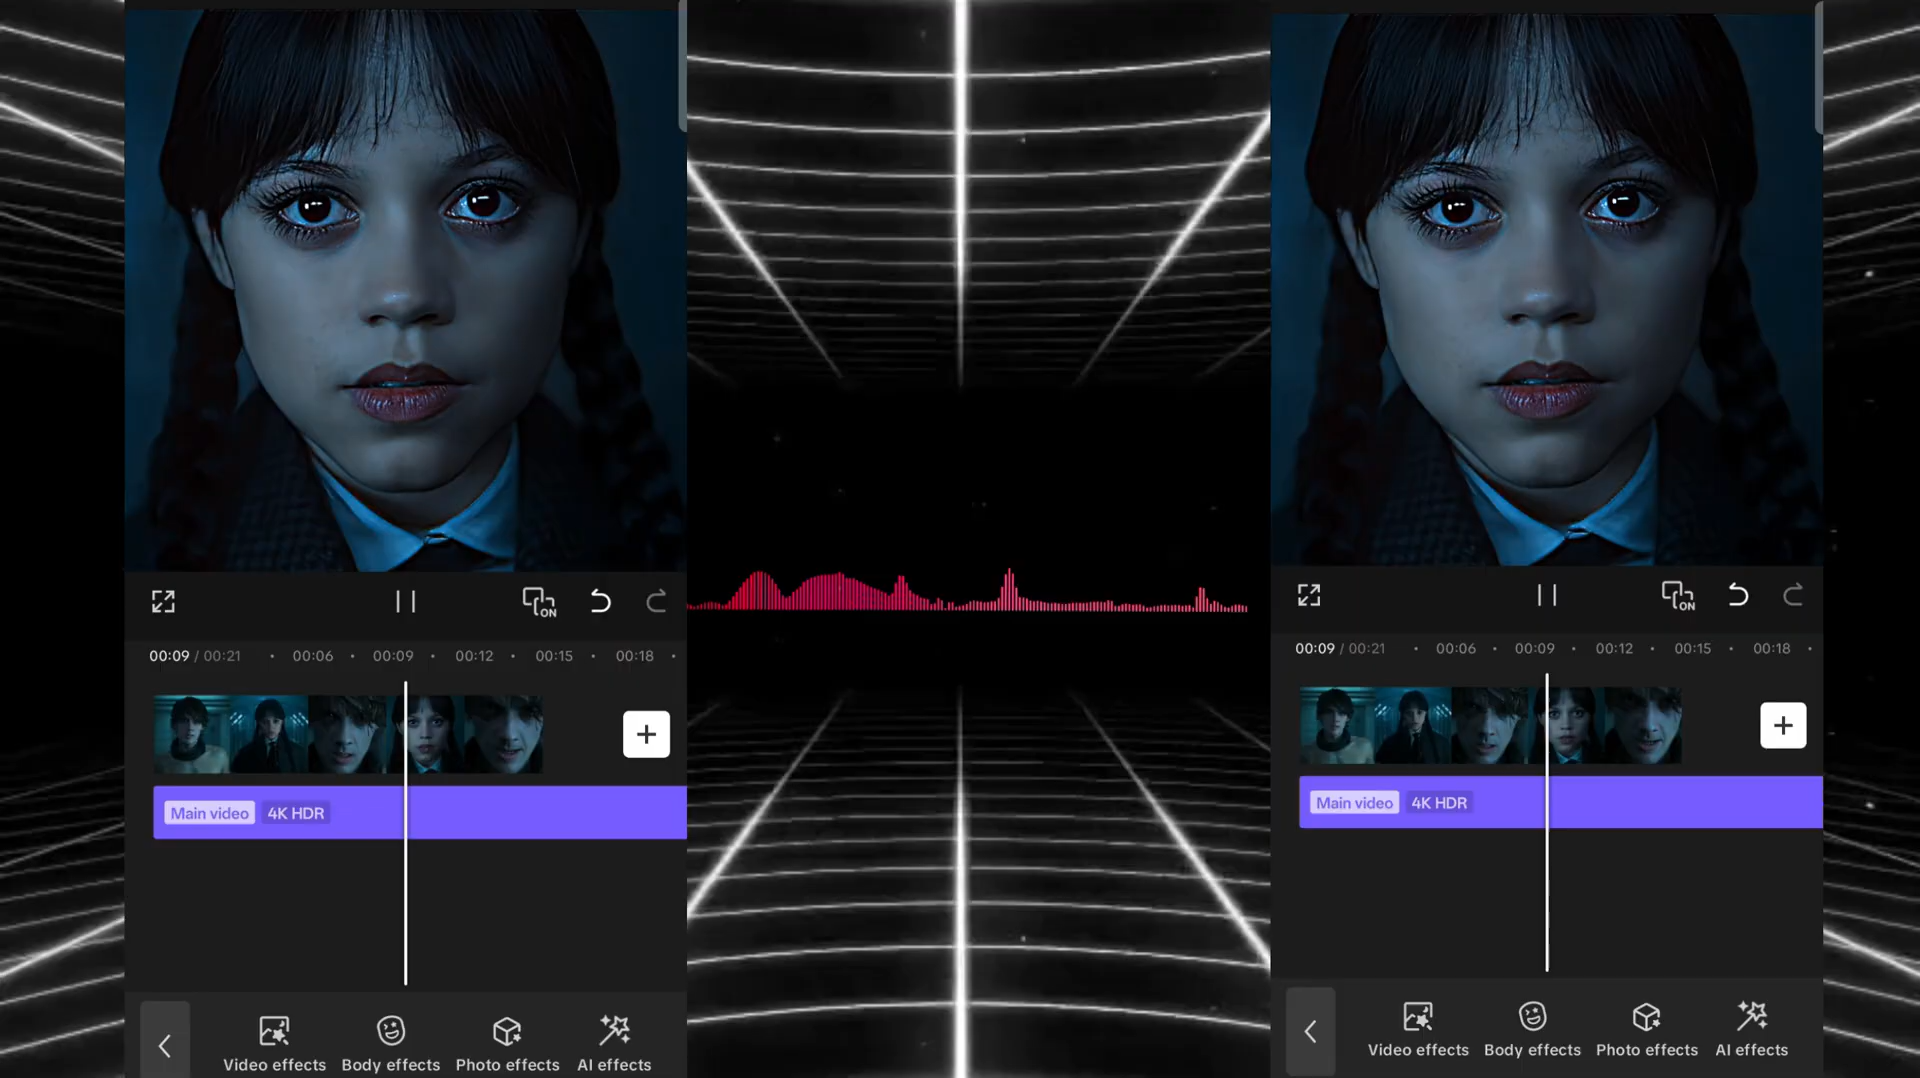 ON
00:09 / 00:21 • 00:06 • 00:09 • 00:12 • 00:15 • 00:18 •
Main video 4K HDR
Video effects Body effects Photo effects AI effects
ON
00:09 / 00:21 • 00:06 • 00:09 • 00:12 • 00:15 • 00:18 •
Main video 4K HDR
Video effects Body effects Photo effects AI effects